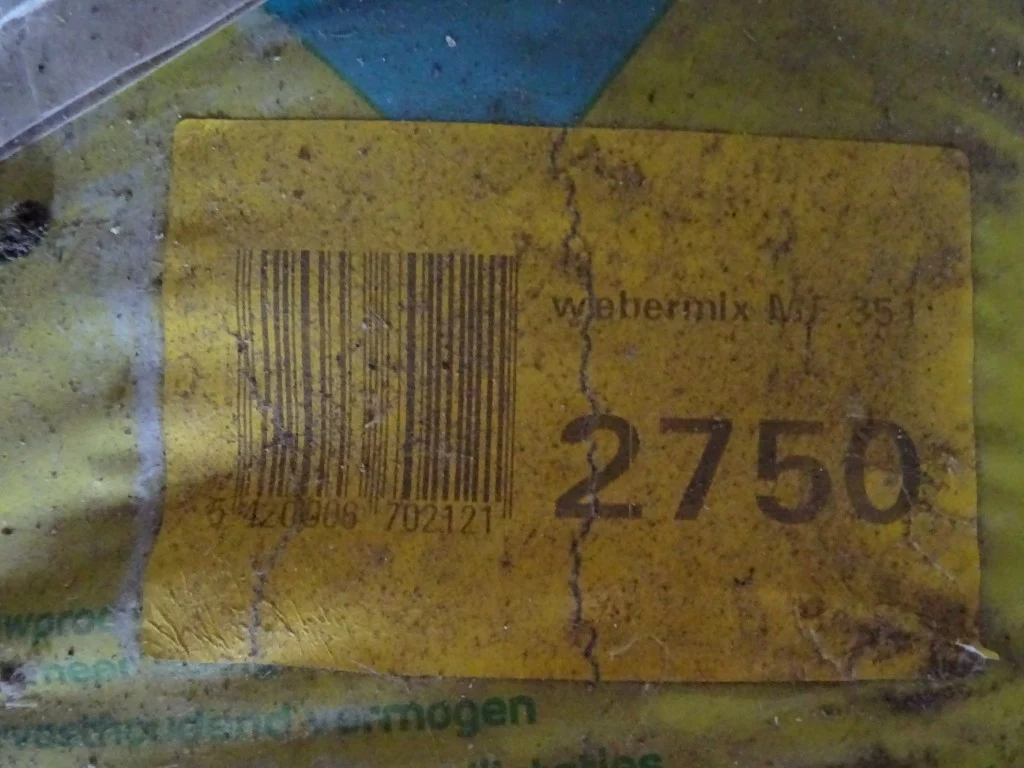 webermix MF 351
2750
5 420006 702121
vasthoudend vermogen